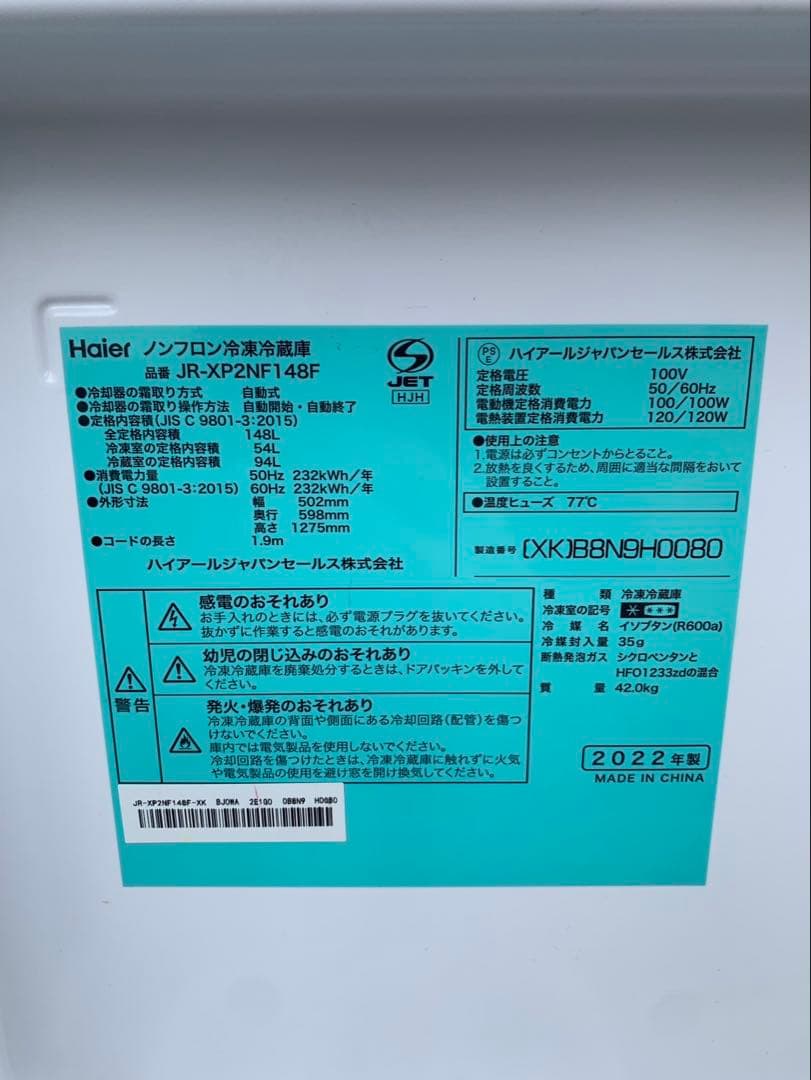 Haier ノンフロン冷凍冷蔵庫
品番 JR-XP2NF148F
●冷却器の霜取り方式 自動式
●冷却器の霜取り操作方法 自動開始・自動終了
●定格内容積(JIS C 9801-3:2015)
全定格内容積 148L
冷凍室の定格内容積 54L
冷蔵室の定格内容積 94L
●消費電力量 50Hz 232kWh/年
(JIS C 9801-3:2015) 60Hz 232kWh/年
●外形寸法 幅 502mm
奥行 598mm
高さ 1275mm
●コードの長さ 1.9m
ハイアールジャパンセールス株式会社
S
JET
HJH
PS
E
ハイアールジャパンセールス株式会社
定格電圧 100V
定格周波数 50/60Hz
電動機定格消費電力 100/100W
電熱装置定格消費電力 120/120W
●使用上の注意
1.電源は必ずコンセントからとること。
2.放熱を良くするため、周囲に適当な間隔をおいて
設置すること。
●温度ヒューズ 77℃
製造番号 (XK)B8N9H0080
警告
感電のおそれあり
お手入れのときには、必ず電源プラグを抜いてください。
抜かずに作業すると感電のおそれがあります。
幼児の閉じ込みのおそれあり
冷凍冷蔵庫を廃棄処分するときは、ドアパッキンを外して
ください。
発火・爆発のおそれあり
冷凍冷蔵庫の背面や側面にある冷却回路(配管)を傷つ
けないでください。
庫内では電気製品を使用しないでください。
冷却回路を傷つけたときは、冷凍冷蔵庫に触れずに火気
や電気製品の使用を避け窓を開け換気してください。
種類 冷凍冷蔵庫
冷凍室の記号
冷媒名 イソブタン(R600a)
冷媒封入量 35g
断熱発泡ガス シクロペンタンと
HFO1233zdの混合
質量 42.0kg
2022年製
MADE IN CHINA
JR-XP2NF148F-XK BJ0WA 2E1G0 0B8N9 H0080